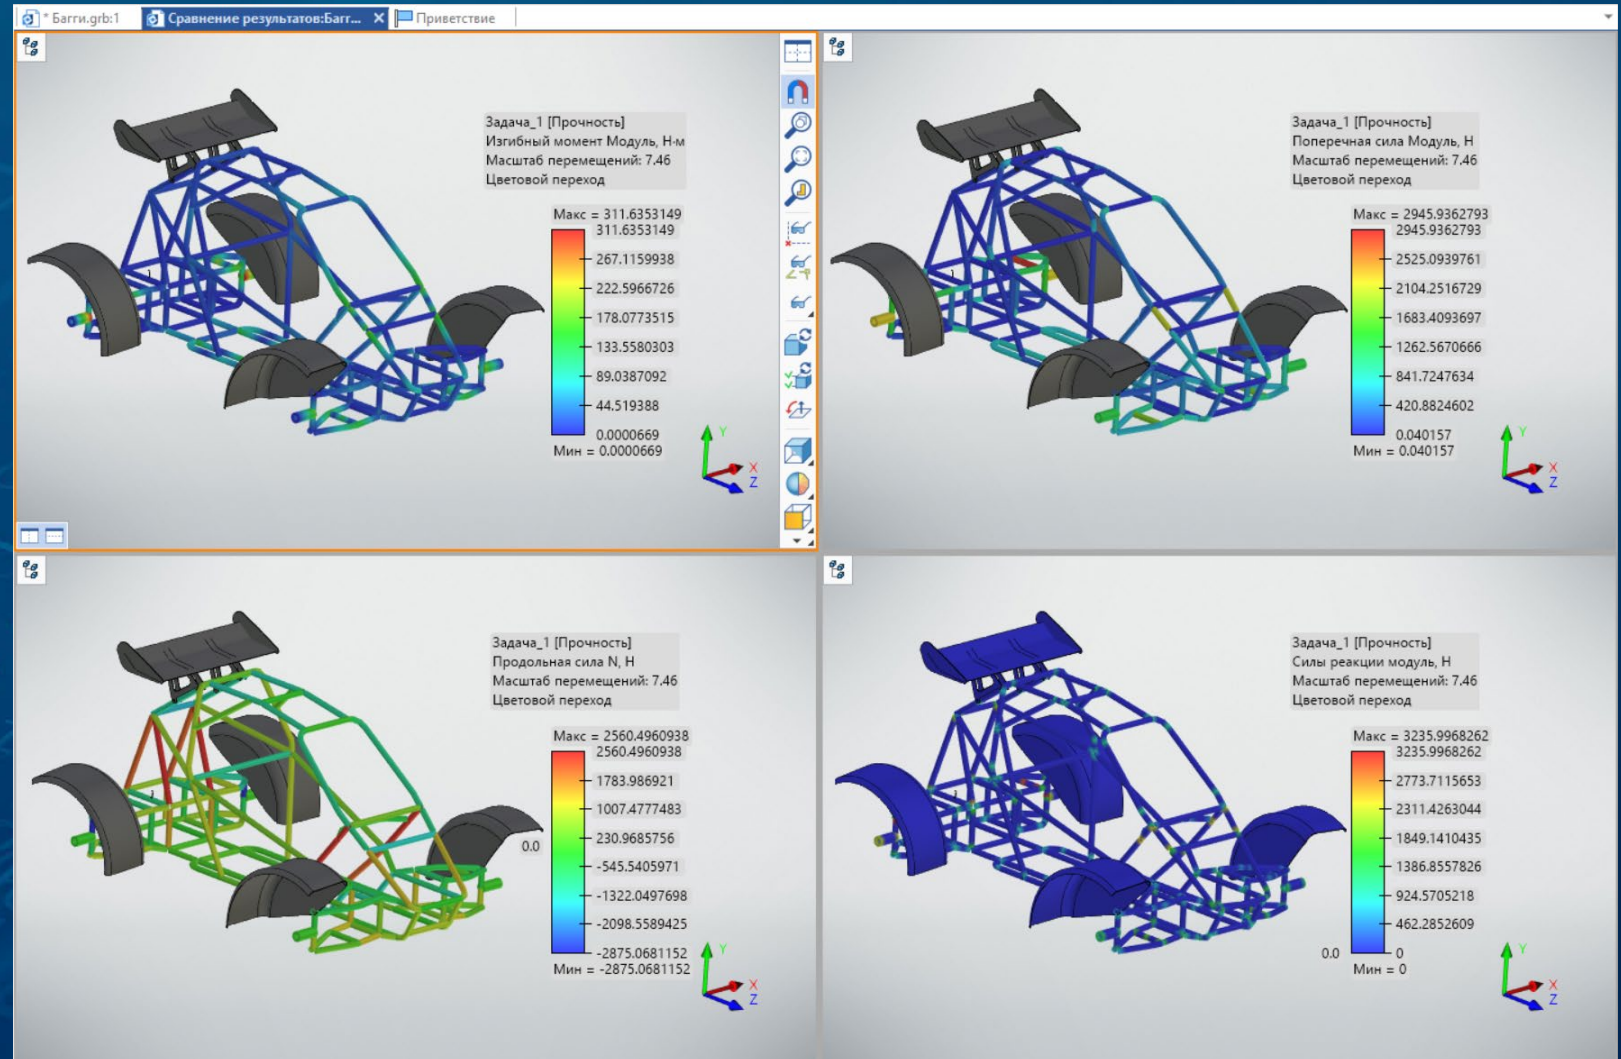 * Багги.grb:1
Сравнение результатов:Багг...
Приветствие
Задача_1 [Прочность]
Изгибный момент Модуль, Н-м
Масштаб перемещений: 7.46
Цветовой переход
Макс = 311.6353149
311.6353149
267.1159938
222.5966726
178.0773515
133.5580303
89.0387092
44.519388
0.0000669
Мин = 0.0000669
Y
X
Z
Задача_1 [Прочность]
Поперечная сила Модуль, Н
Масштаб перемещений: 7.46
Цветовой переход
Макс = 2945.9362793
2945.9362793
2525.0939761
2104.2516729
1683.4093697
1262.5670666
841.7247634
420.8824602
0.040157
Мин = 0.040157
Y
X
Z
Задача_1 [Прочность]
Продольная сила N, Н
Масштаб перемещений: 7.46
Цветовой переход
Макс = 2560.4960938
2560.4960938
1783.986921
1007.4777483
230.9685756
0.0
-545.5405971
-1322.0497698
-2098.5589425
-2875.0681152
Мин = -2875.0681152
Y
X
Z
Задача_1 [Прочность]
Силы реакции модуль, Н
Масштаб перемещений: 7.46
Цветовой переход
Макс = 3235.9968262
3235.9968262
2773.7115653
2311.4263044
1849.1410435
1386.8557826
924.5705218
462.2852609
0.0
0
Мин = 0
Y
X
Z